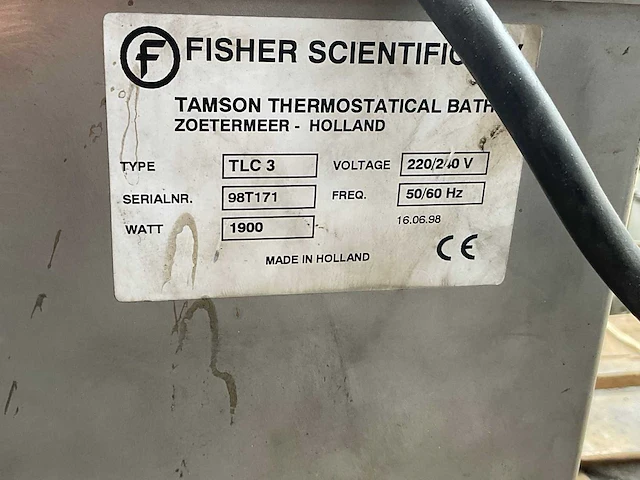 f FISHER SCIENTIFIC
TAMSON THERMOSTATICAL BATH
ZOETERMEER - HOLLAND
TYPE TLC 3 VOLTAGE 220/240 V
SERIALNR. 98T171 FREQ. 50/60 Hz
WATT 1900 16.06.98
MADE IN HOLLAND CE